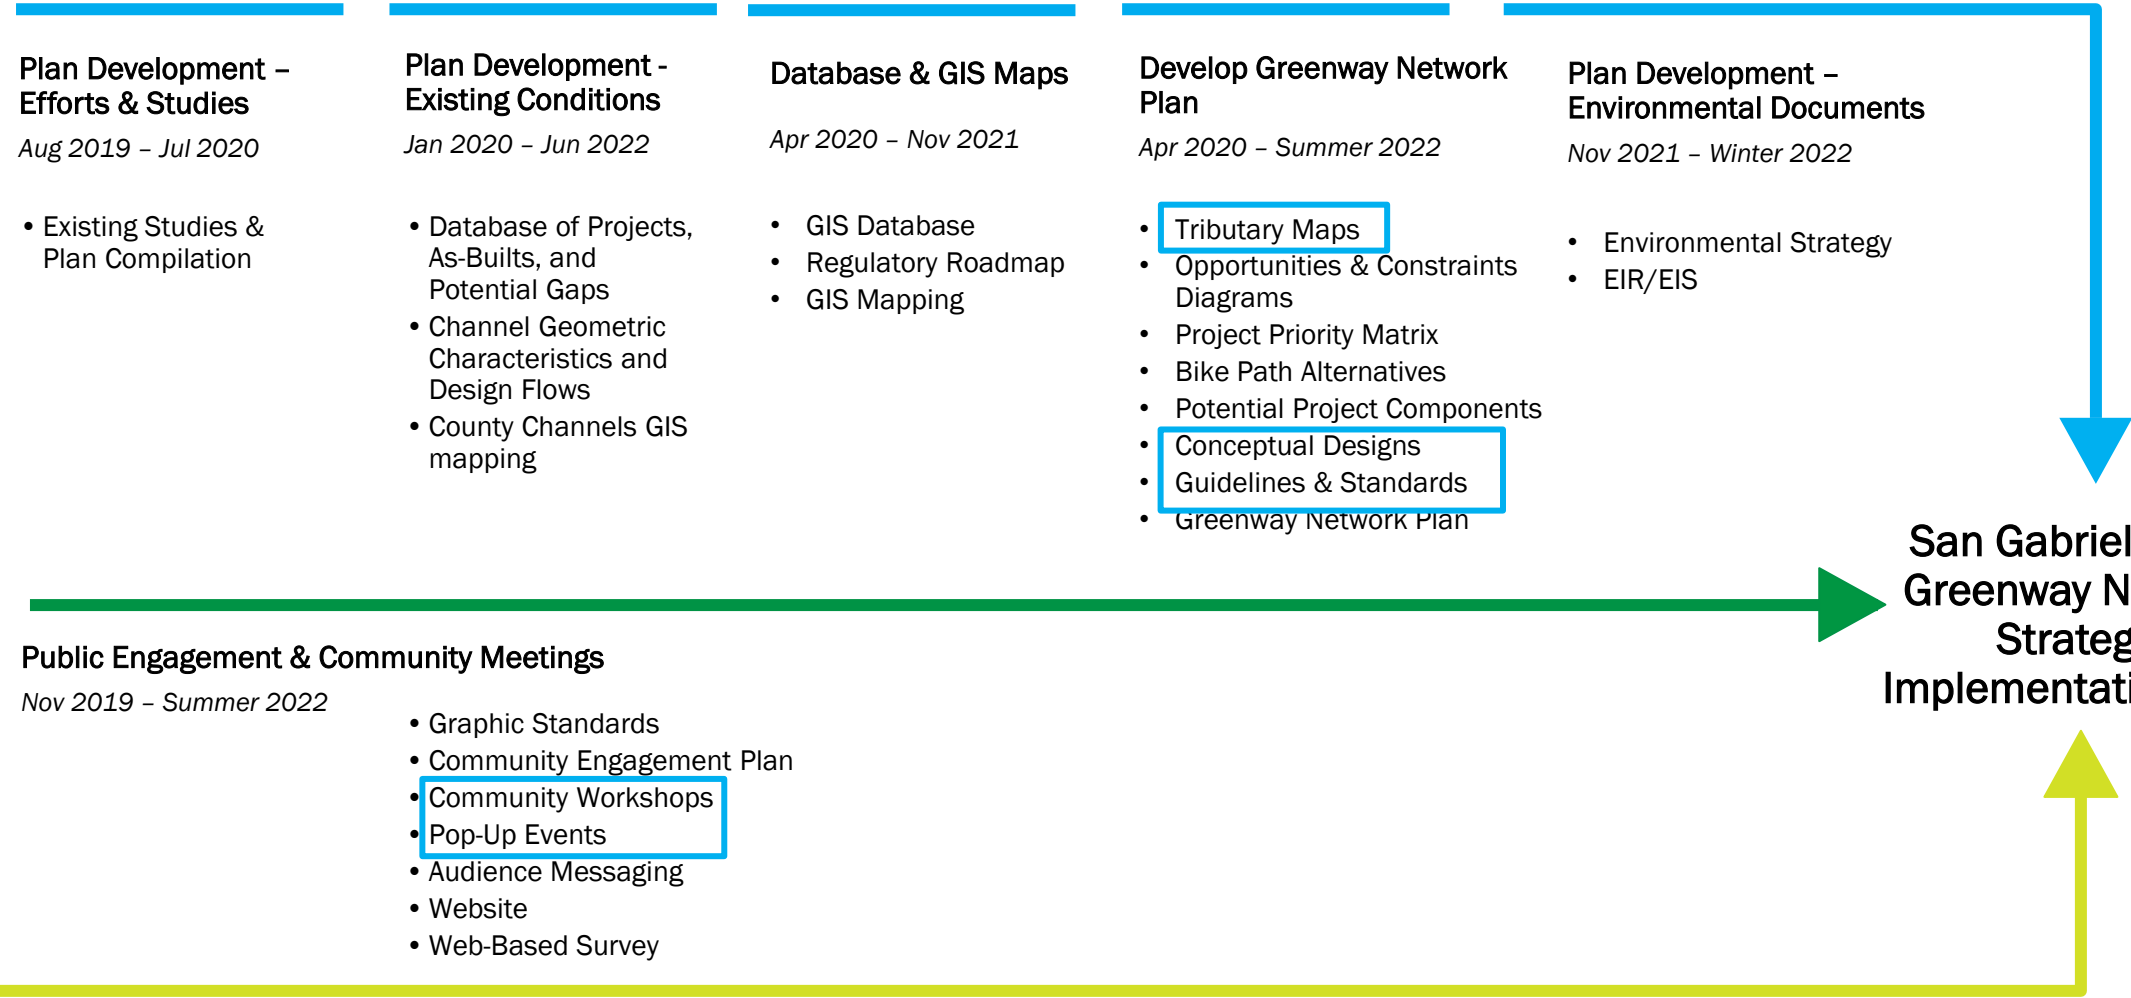 Plan Development –
Efforts & Studies
Aug 2019 – Jul 2020
• Existing Studies &
Plan Compilation
Plan Development -
Existing Conditions
Jan 2020 – Jun 2022
• Database of Projects,
As-Builts, and
Potential Gaps
• Channel Geometric
Characteristics and
Design Flows
• County Channels GIS
mapping
Database & GIS Maps
Apr 2020 – Nov 2021
• GIS Database
• Regulatory Roadmap
• GIS Mapping
Develop Greenway Network
Plan
Apr 2020 – Summer 2022
• Tributary Maps
• Opportunities & Constraints
Diagrams
• Project Priority Matrix
• Bike Path Alternatives
• Potential Project Components
• Conceptual Designs
• Guidelines & Standards
• Greenway Network Plan
Plan Development –
Environmental Documents
Nov 2021 – Winter 2022
• Environmental Strategy
• EIR/EIS
San Gabriel
Greenway N
Strateg
Implementati
Public Engagement & Community Meetings
Nov 2019 – Summer 2022
• Graphic Standards
• Community Engagement Plan
• Community Workshops
• Pop-Up Events
• Audience Messaging
• Website
• Web-Based Survey